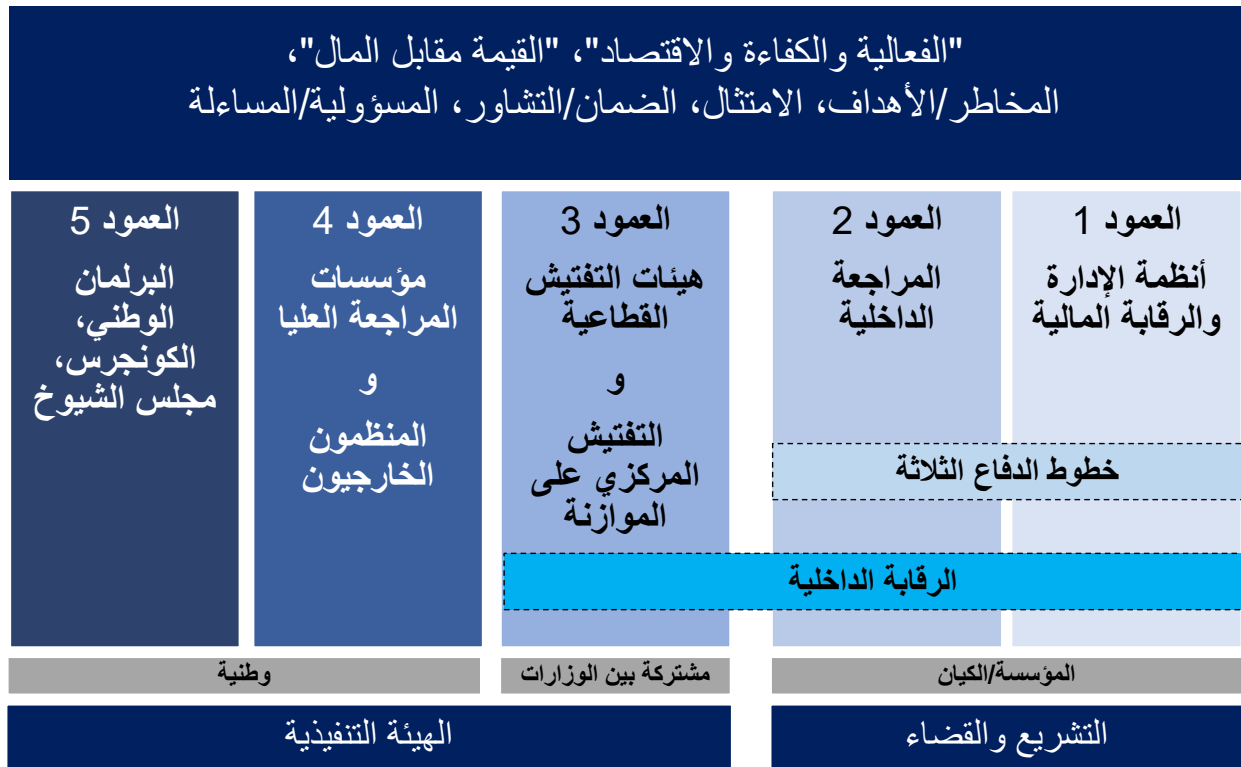 "الفعالية والكفاءة والاقتصاد"، "القيمة مقابل المال"،
المخاطر/الأهداف، الامتثال، الضمان/التشاور، المسؤولية/المساءلة
العمود 1
أنظمة الإدارة
والرقابة المالية
العمود 2
المراجعة
الداخلية
العمود 3
هيئات التفتيش
القطاعية
و
التفتيش
المركزي على
الموازنة
العمود 4
مؤسسات
المراجعة العليا
و
المنظمون
الخارجيون
العمود 5
البرلمان
الوطني،
الكونجرس،
مجلس الشيوخ
خطوط الدفاع الثلاثة
الرقابة الداخلية
المؤسسة/الكيان
مشتركة بين الوزارات
وطنية
التشريع والقضاء
الهيئة التنفيذية